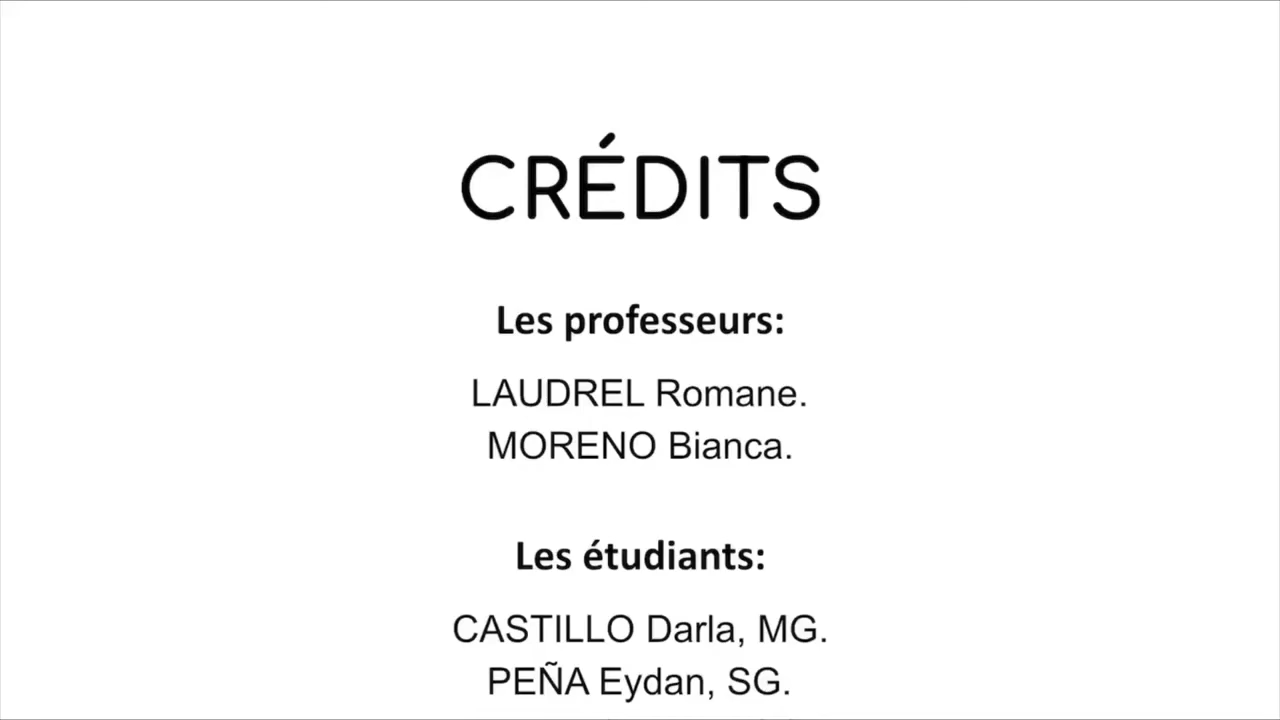 CRÉDITS
Les professeurs:
LAUDREL Romane.
MORENO Bianca.
Les étudiants:
CASTILLO Darla, MG.
PEÑA Eydan, SG.